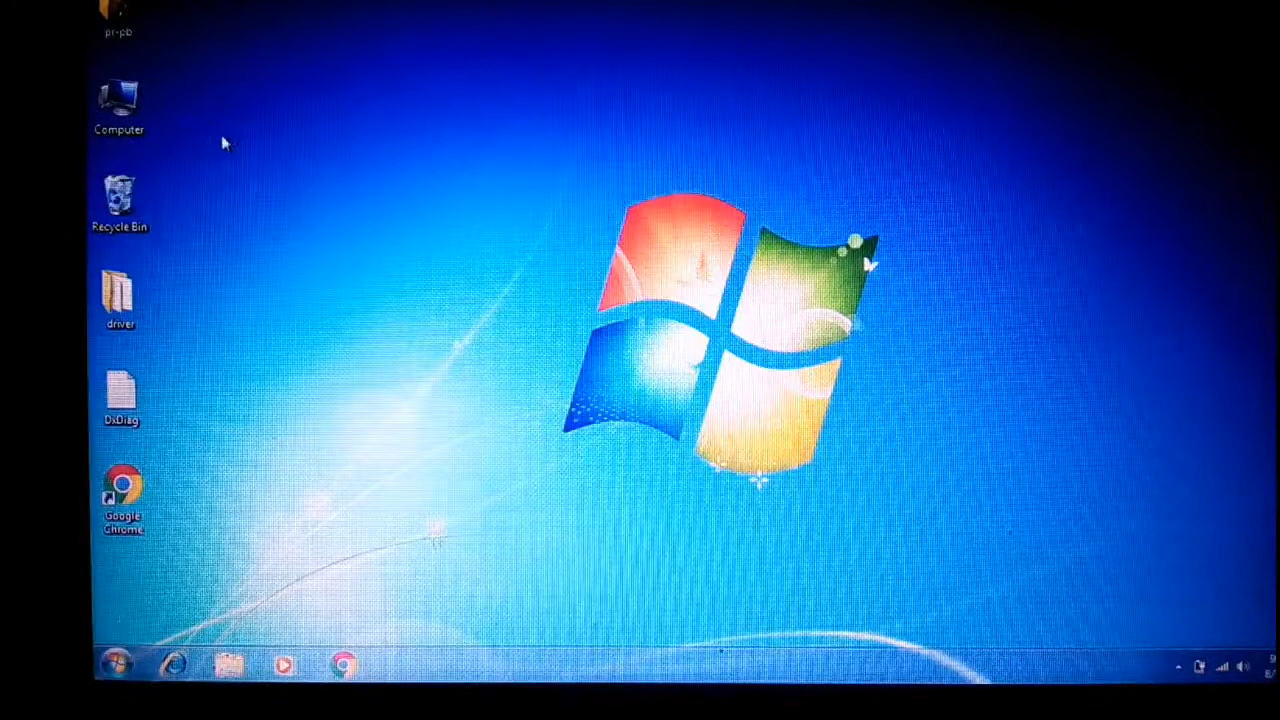 pr-pb
Computer
Recycle Bin
driver
DxDiag
Google
Chrome